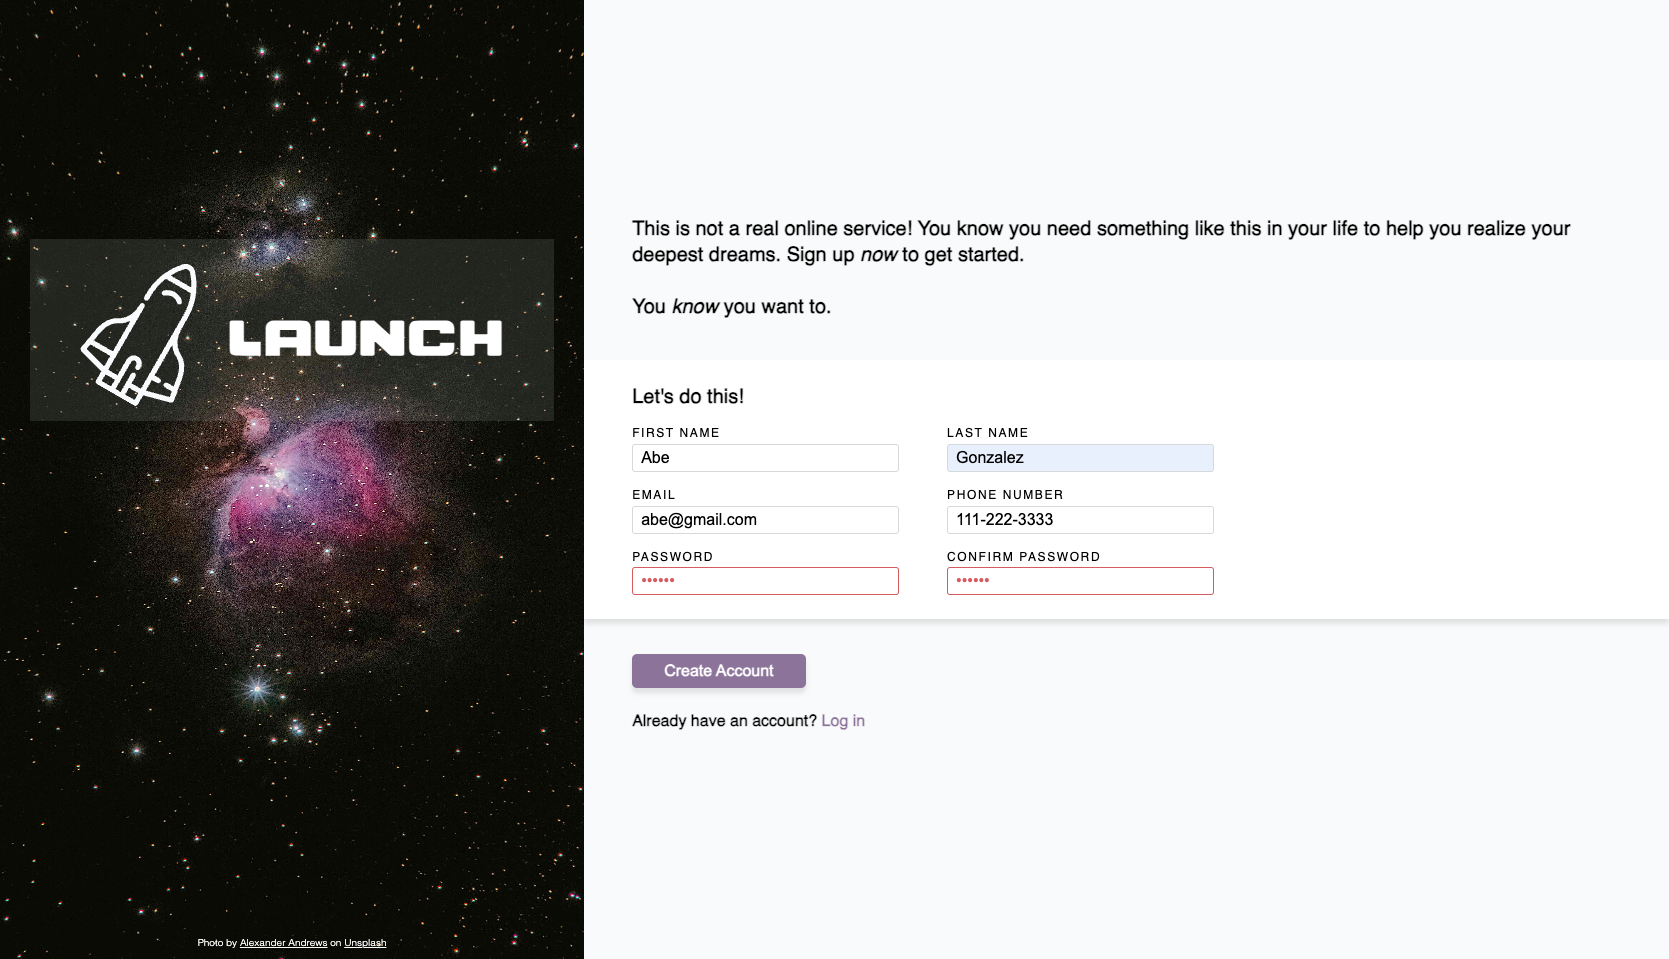 LAUNCH
Photo by Alexander Andrews on Unsplash
This is not a real online service! You know you need something like this in your life to help you realize your
deepest dreams. Sign up now to get started.
You know you want to.
Let's do this!
FIRST NAME
Abe
LAST NAME
Gonzalez
EMAIL
abe@gmail.com
PHONE NUMBER
111-222-3333
PASSWORD
••••••
CONFIRM PASSWORD
••••••
Create Account
Already have an account? Log in